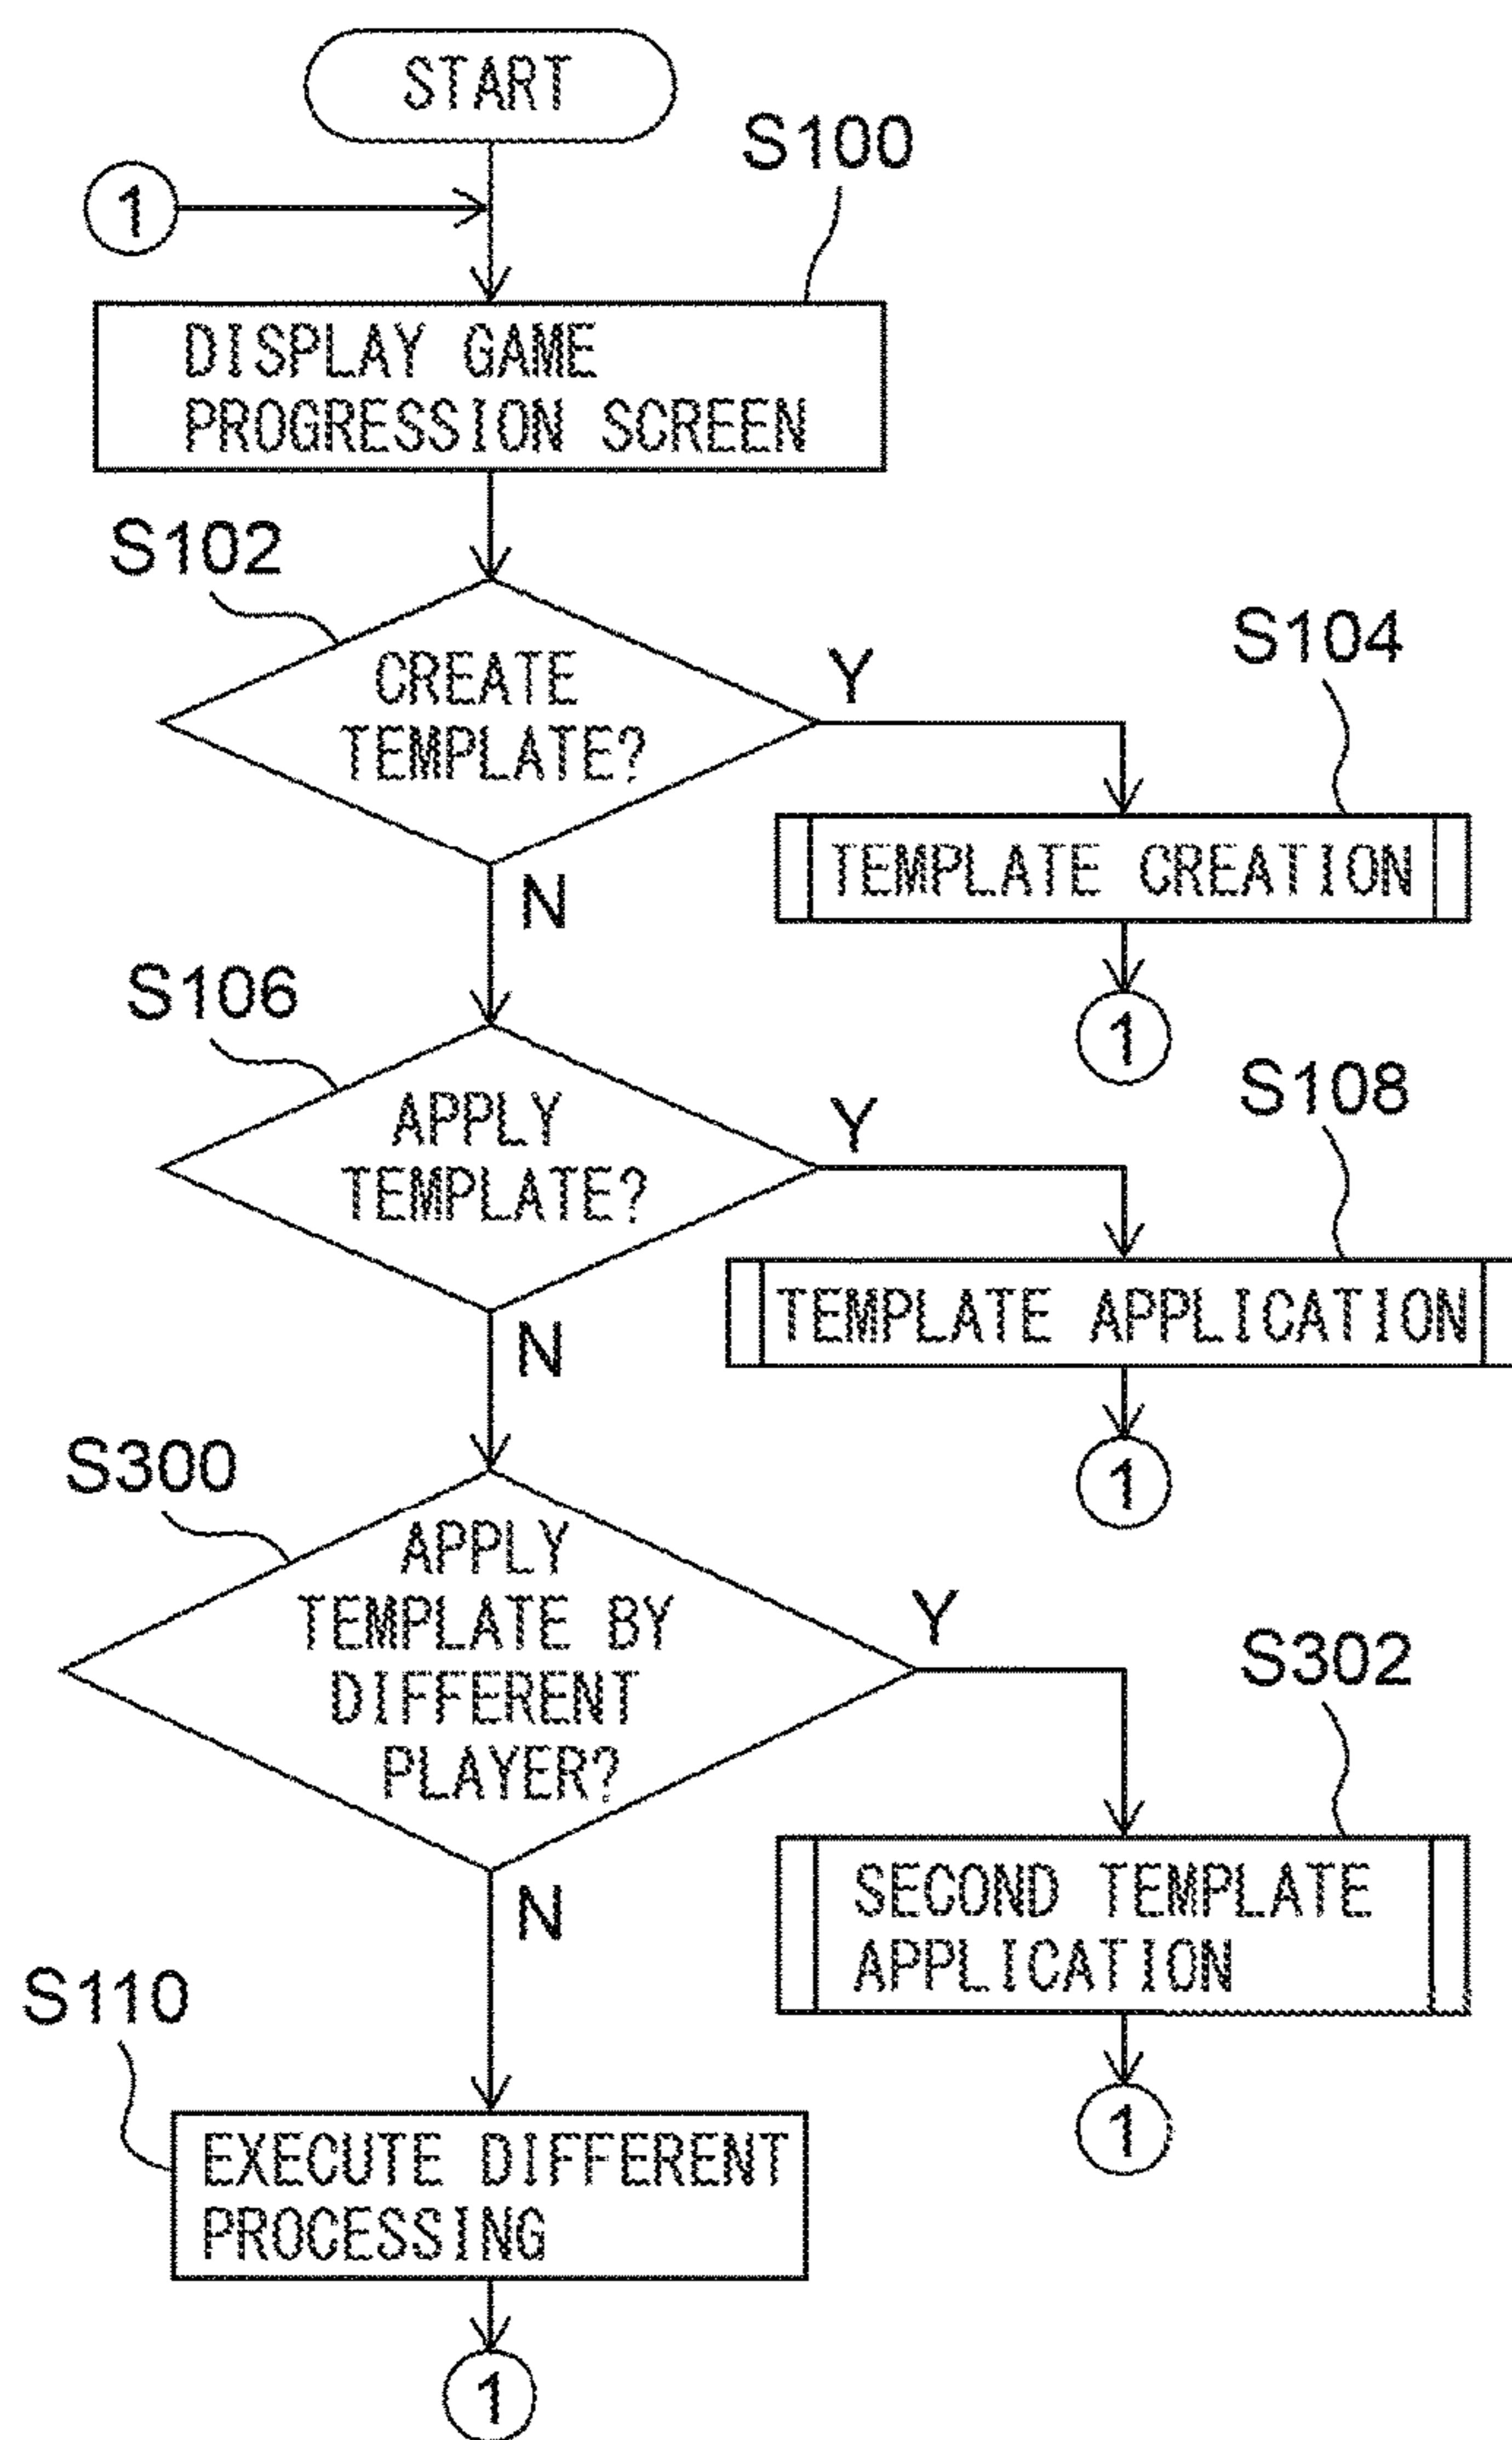 START
S100
1
DISPLAY GAME
PROGRESSION SCREEN
S102
CREATE
TEMPLATE?
Y
S104
TEMPLATE CREATION
N
1
S106
APPLY
TEMPLATE?
Y
S108
TEMPLATE APPLICATION
N
1
S300
APPLY
TEMPLATE BY
DIFFERENT
PLAYER?
Y
S302
SECOND TEMPLATE
APPLICATION
N
1
S110
EXECUTE DIFFERENT
PROCESSING
1